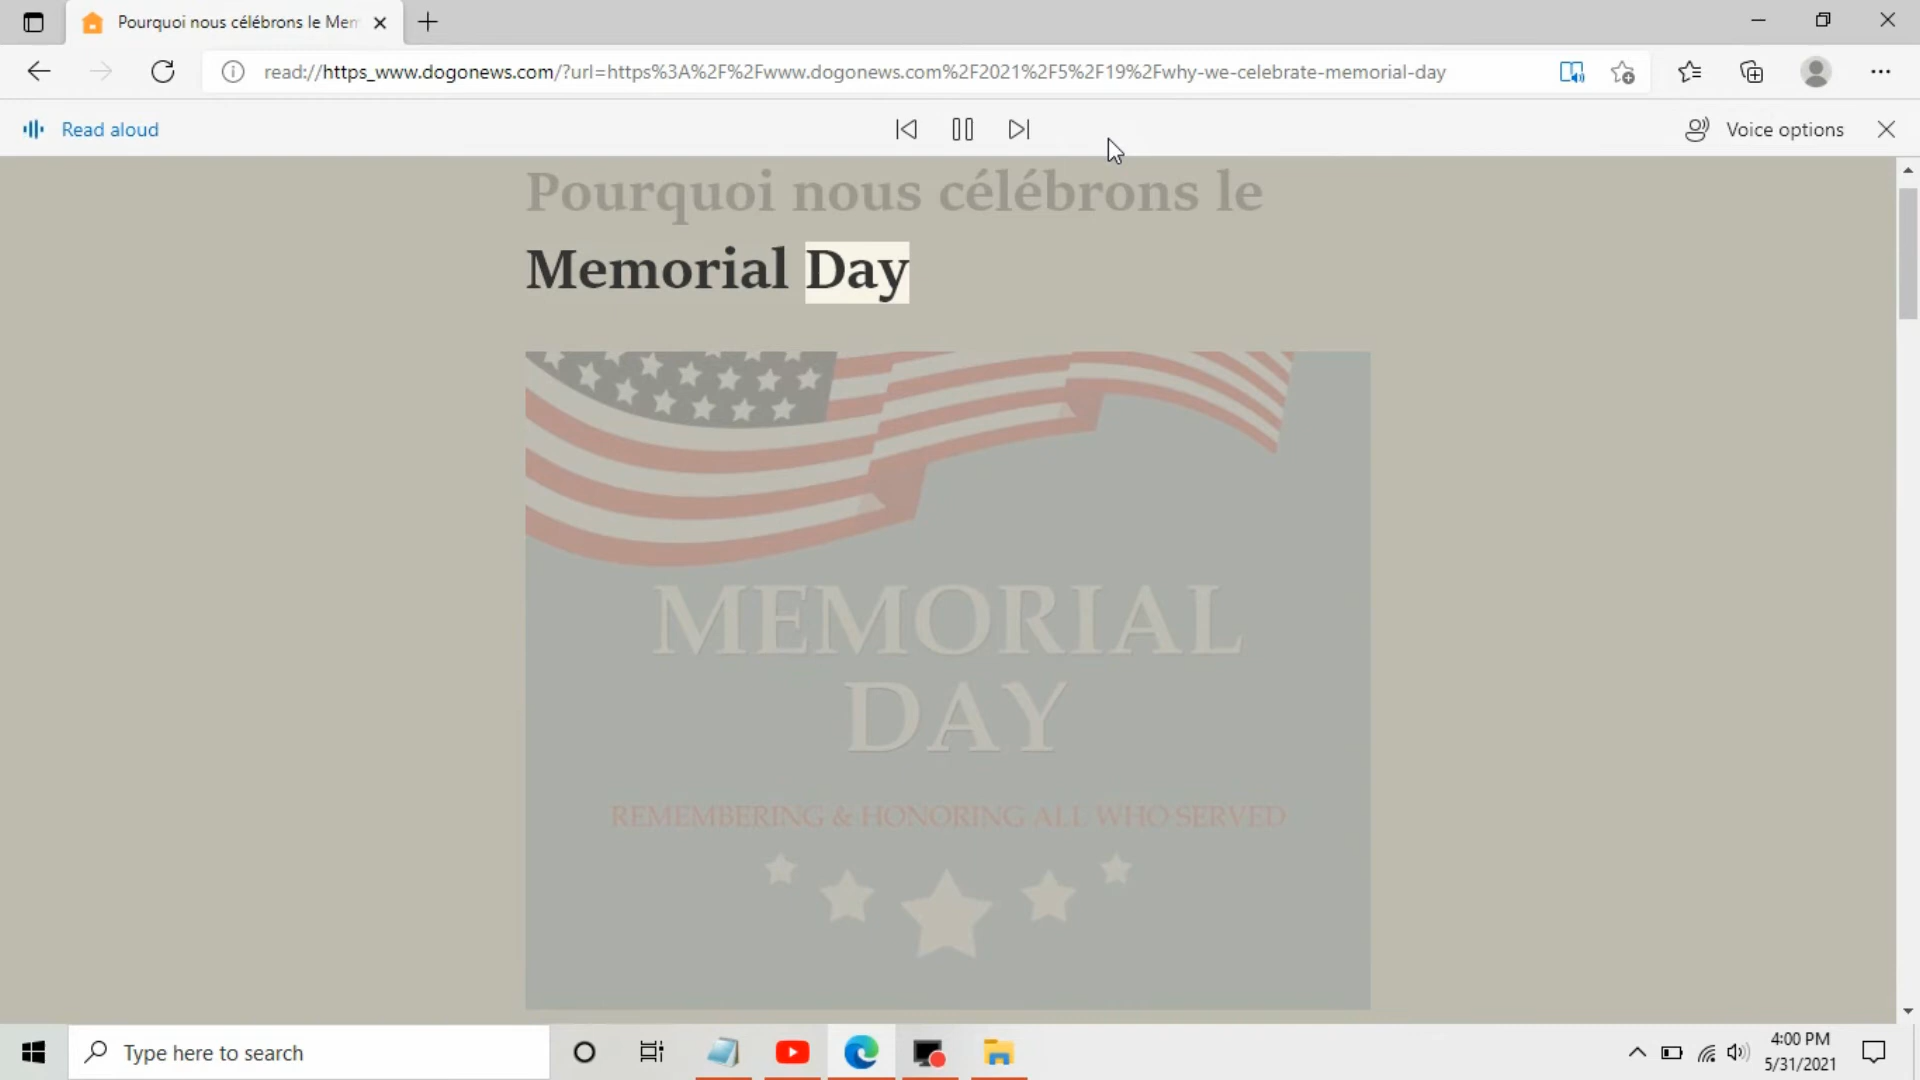 Pourquoi nous célébrons le Mem
read://https_www.dogonews.com/?url=https%3A%2F%2Fwww.dogonews.com%2F2021%2F5%2F19%2Fwhy-we-celebrate-memorial-day
Read aloud
Voice options
Pourquoi nous célébrons le
Memorial Day
MEMORIAL
DAY
REMEMBERING & HONORING ALL WHO SERVED
Type here to search
4:00 PM
5/31/2021